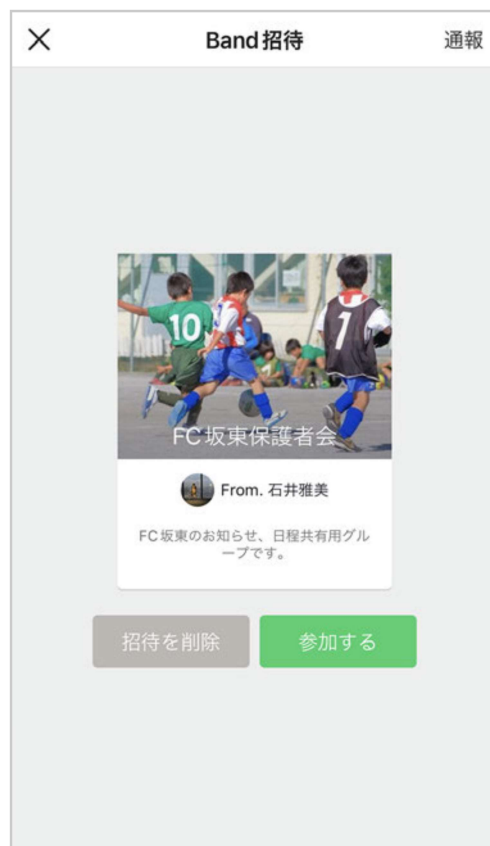 Band招待
通報
10
1
FC坂東保護者会
From. 石井雅美
FC坂東のお知らせ、日程共有用グル
ープです。
招待を削除
参加する